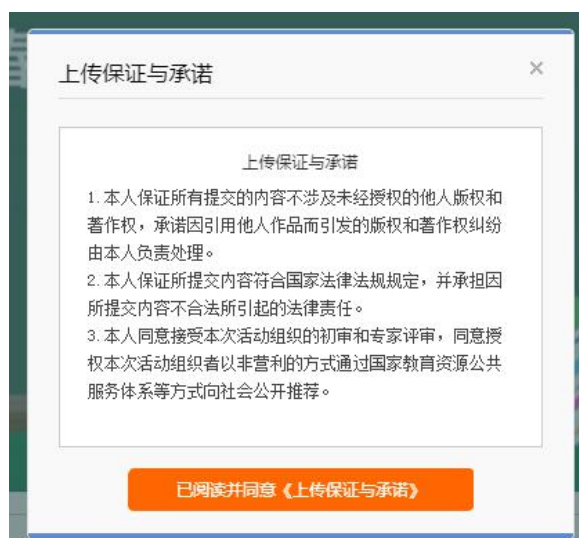 上传保证与承诺
×
上传保证与承诺
1.本人保证所有提交的内容不涉及未经授权的他人版权和
著作权，承诺因引用他人作品而引发的版权和著作权纠纷
由本人负责处理。
2.本人保证所提交内容符合国家法律法规规定，并承担因
所提交内容不合法所引起的法律责任。
3.本人同意接受本次活动组织的初审和专家评审，同意授
权本次活动组织者以非营利的方式通过国家教育资源公共
服务体系等方式向社会公开推荐。
已阅读并同意《上传保证与承诺》